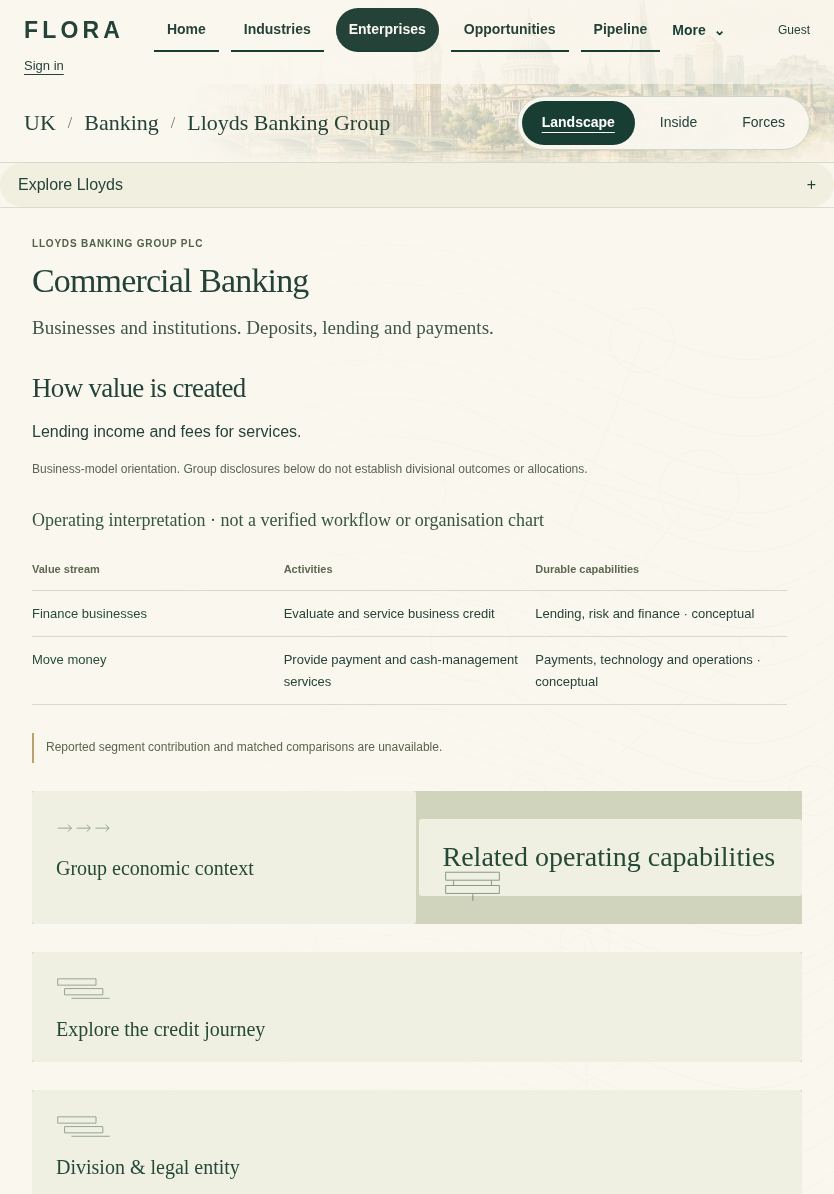 FLORA
Home
Industries
Enterprises
Opportunities
Pipeline
More
Guest
Sign in
UK / Banking / Lloyds Banking Group
Landscape
Inside
Forces
Explore Lloyds +
LLOYDS BANKING GROUP PLC
Commercial Banking
Businesses and institutions. Deposits, lending and payments.
How value is created
Lending income and fees for services.
Business-model orientation. Group disclosures below do not establish divisional outcomes or allocations.
Operating interpretation · not a verified workflow or organisation chart
Value stream Activities Durable capabilities
Finance businesses Evaluate and service business credit Lending, risk and finance · conceptual
Move money Provide payment and cash-management Payments, technology and operations ·
services conceptual
Reported segment contribution and matched comparisons are unavailable.
Group economic context
Related operating capabilities
Explore the credit journey
Division & legal entity